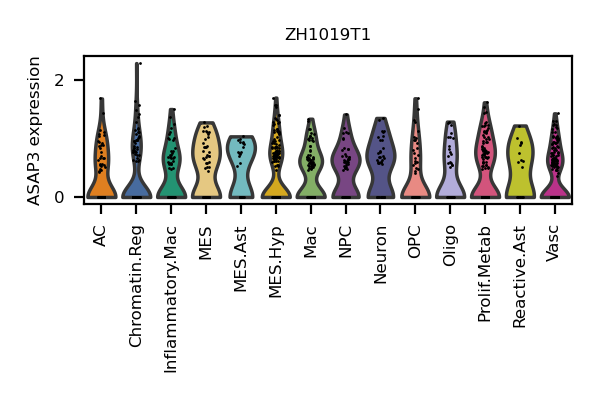 ZH1019T1
ASAP3 expression
2
0
AC
Chromatin.Reg
Inflammatory.Mac
MES
MES.Ast
MES.Hyp
Mac
NPC
Neuron
OPC
Oligo
Prolif.Metab
Reactive.Ast
Vasc